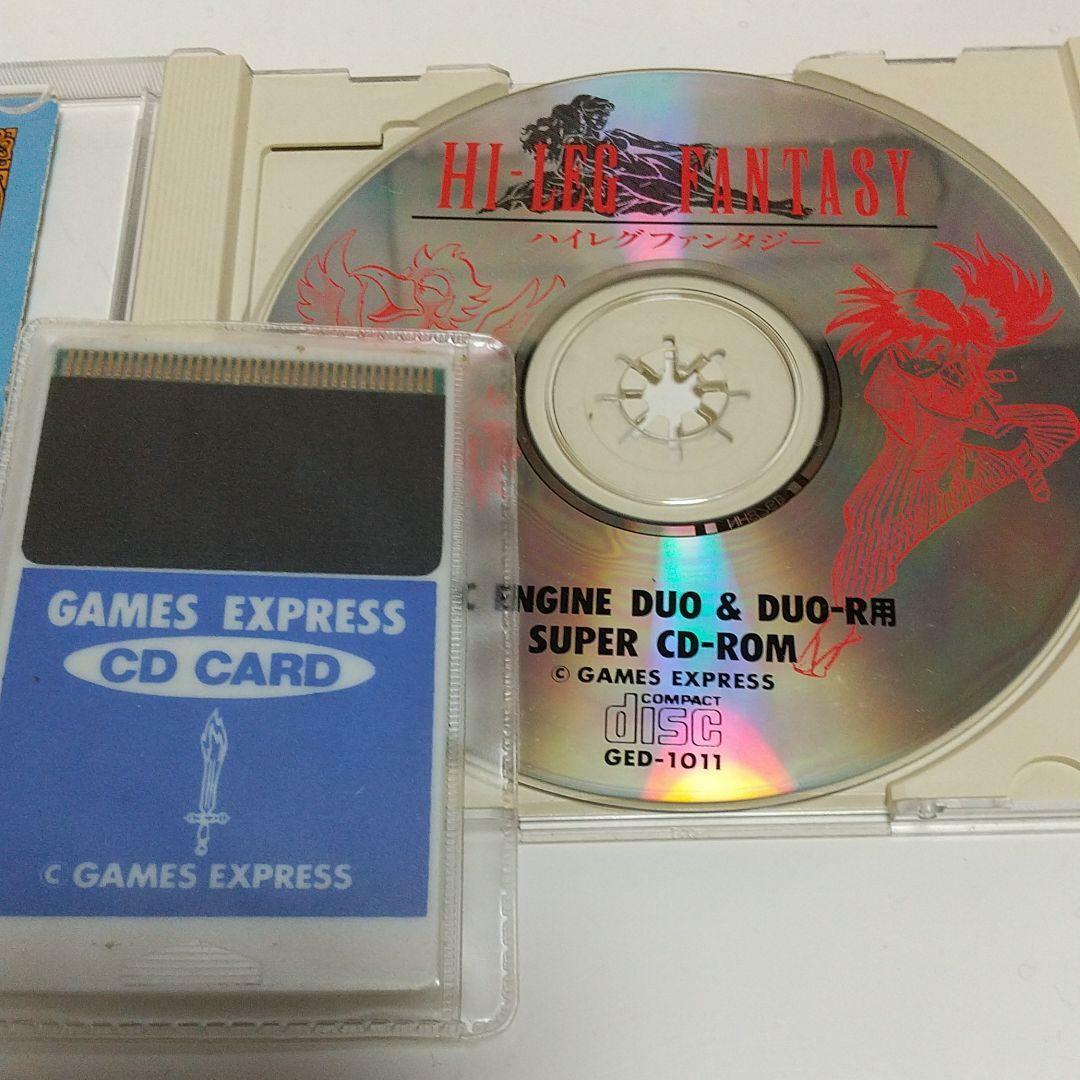 HI-LEG FANTASY
ハイレグファンタジー
ENGINE DUO & DUO-R用
SUPER CD-ROM
© GAMES EXPRESS
COMPACT
disc
GED-1011
GAMES EXPRESS
CD CARD
C GAMES EXPRESS